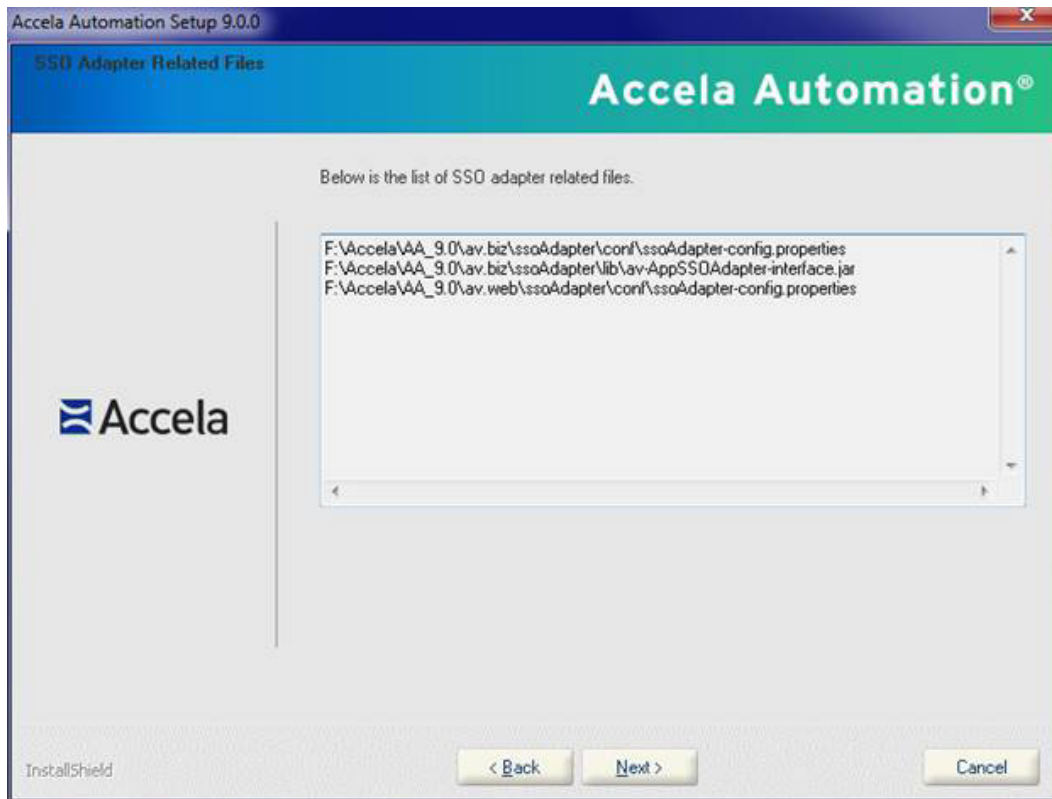 Accela Automation Setup 9.0.0
x
SSO Adapter Related Files
Accela Automation®
Below is the list of SSO adapter related files.
F:\Accela\AA_9.0\av.biz\ssoAdapter\conf\ssoAdapter-config.properties
F:\Accela\AA_9.0\av.biz\ssoAdapter\lib\av-AppSSOAdapter-interface.jar
F:\Accela\AA_9.0\av.web\ssoAdapter\conf\ssoAdapter-config.properties
Accela
InstallShield
< Back
Next >
Cancel